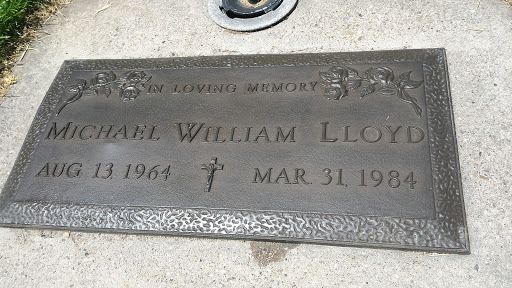 IN LOVING MEMORY
MICHAEL WILLIAM LLOYD
AUG 13 1964 MAR. 31, 1984